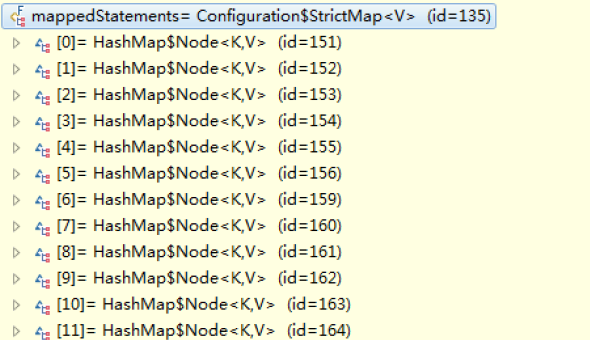 mappedStatements= Configuration$StrictMap<V> (id=135)
[0]= HashMap$Node<K,V> (id=151)
[1]= HashMap$Node<K,V> (id=152)
[2]= HashMap$Node<K,V> (id=153)
[3]= HashMap$Node<K,V> (id=154)
[4]= HashMap$Node<K,V> (id=155)
[5]= HashMap$Node<K,V> (id=156)
[6]= HashMap$Node<K,V> (id=159)
[7]= HashMap$Node<K,V> (id=160)
[8]= HashMap$Node<K,V> (id=161)
[9]= HashMap$Node<K,V> (id=162)
[10]= HashMap$Node<K,V> (id=163)
[11]= HashMap$Node<K,V> (id=164)